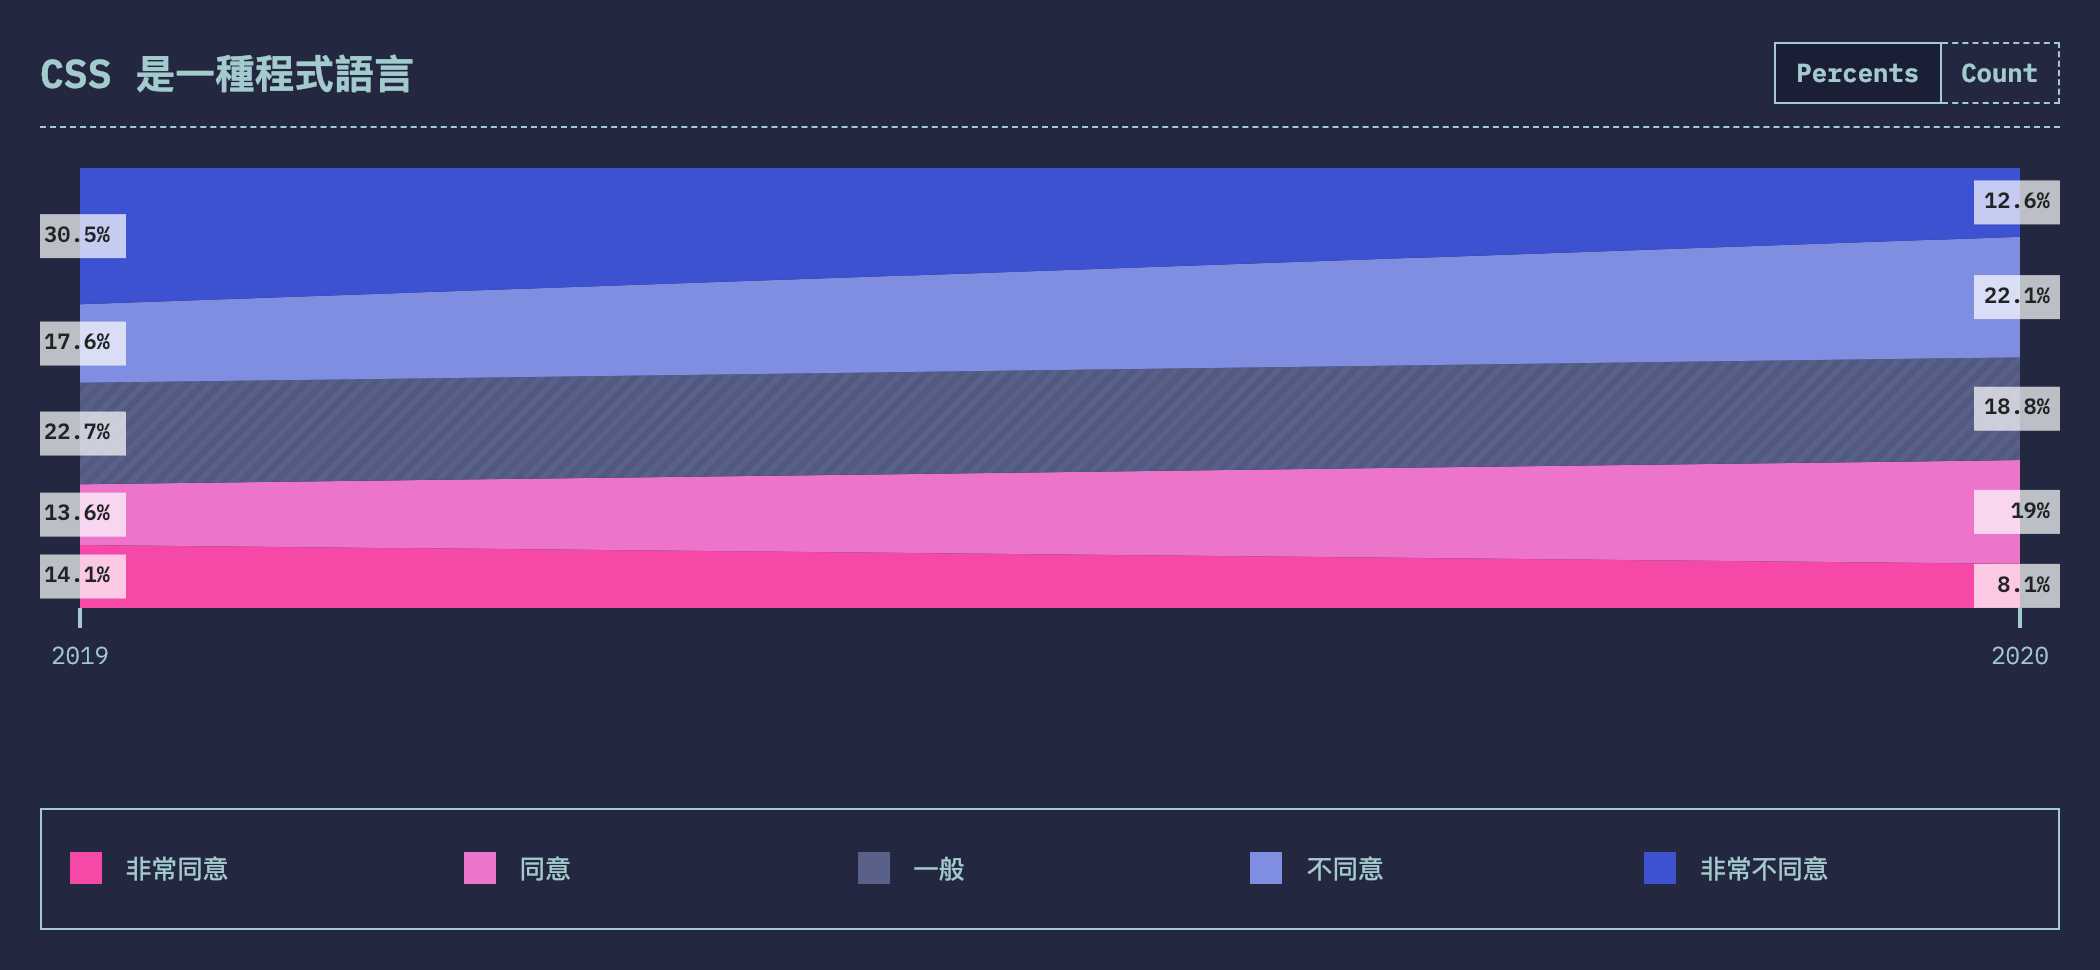 CSS 是一種程式語言
Percents Count
30.5% 12.6%
17.6% 22.1%
22.7% 18.8%
13.6% 19%
14.1% 8.1%
2019 2020
非常同意 同意 一般 不同意 非常不同意